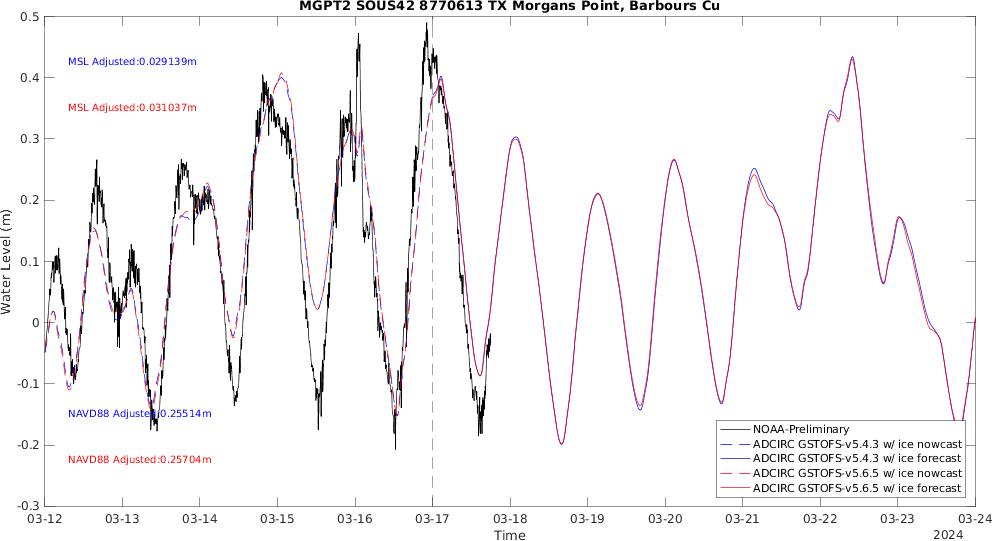 MGPT2 SOUS42 8770613 TX Morgans Point, Barbours Cu
0.5
0.4
0.3
0.2
0.1
0
-0.1
-0.2
-0.3
Water Level (m)
MSL Adjusted:0.029139m
MSL Adjusted:0.031037m
NAVD88 Adjusted:0.25514m
NAVD88 Adjusted:0.25704m
NOAA-Preliminary
ADCIRC GSTOFS-v5.4.3 w/ ice nowcast
ADCIRC GSTOFS-v5.4.3 w/ ice forecast
ADCIRC GSTOFS-v5.6.5 w/ ice nowcast
ADCIRC GSTOFS-v5.6.5 w/ ice forecast
03-12 03-13 03-14 03-15 03-16 03-17 03-18 03-19 03-20 03-21 03-22 03-23 03-24
Time
2024